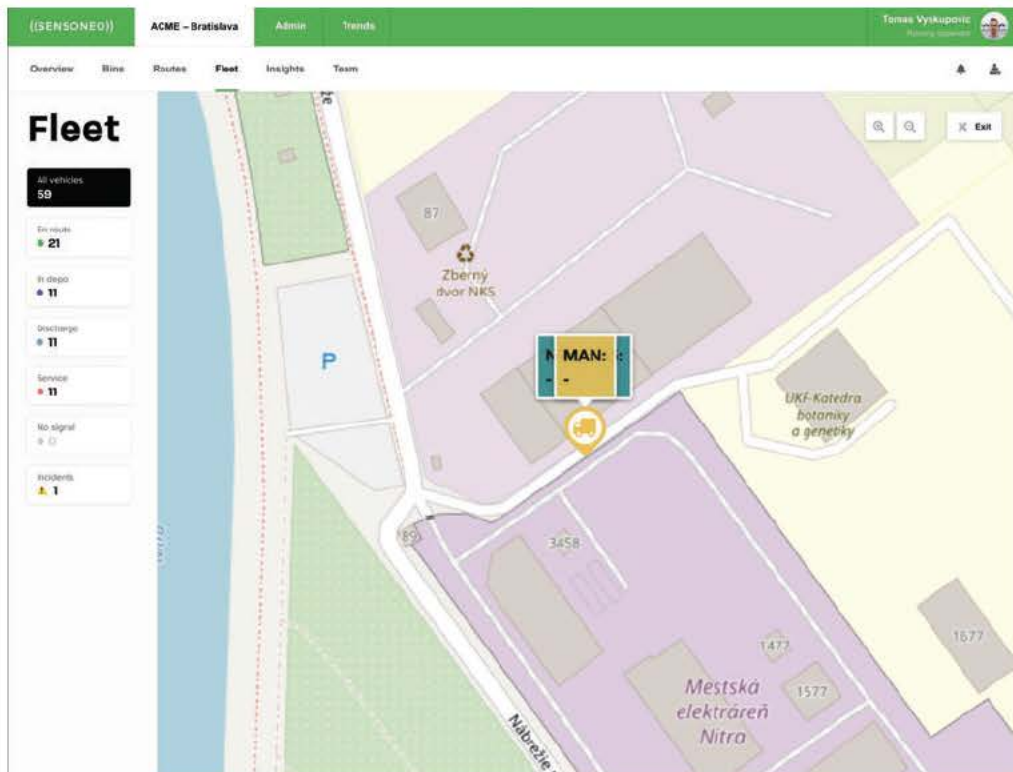 ((SENSONEO))
ACME – Bratislava
Admin
Trends
Tomas Vyskupovic
Overview
Bins
Routes
Fleet
Insights
Team
Fleet
Exit
All vehicles
59
En route
21
In depo
11
Discharge
11
Service
11
No signal
0
Incidents
1
87
Zberný
dvor NKS
P
MAN:
-
UKF-Katedra
botaniky
a genetiky
89
3458
1477
1577
1677
Mestská
elektráreň
Nitra
Nábrežie
Nitra